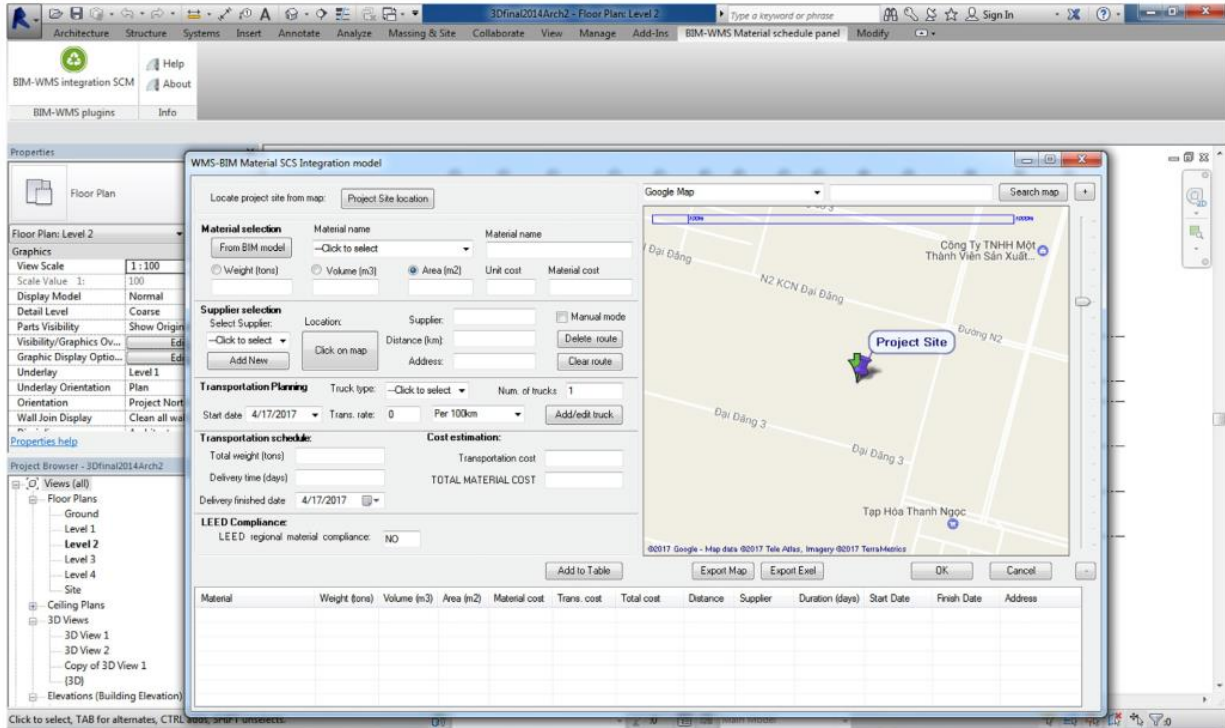 3Dfinal2014Arch2 - Floor Plan: Level 2
Type a keyword or phrase
Sign In
Architecture Structure Systems Insert Annotate Analyze Massing & Site Collaborate View Manage Add-Ins BIM-WMS Material schedule panel Modify
BIM-WMS integration SCM
Help
About
BIM-WMS plugins
Info
Properties
Floor Plan
Floor Plan: Level 2
Graphics
View Scale 1 : 100
Scale Value 1: 100
Display Model Normal
Detail Level Coarse
Parts Visibility Show Origin
Visibility/Graphics Ov...
Graphic Display Optio...
Underlay Level 1
Underlay Orientation Plan
Orientation Project Nort
Wall Join Display Clean all wal
Properties help
Project Browser - 3Dfinal2014Arch2
Views (all)
Floor Plans
Ground
Level 1
Level 2
Level 3
Level 4
Site
Ceiling Plans
3D Views
3D View 1
3D View 2
Copy of 3D View 1
{3D}
Elevations (Building Elevation)
WMS-BIM Material SCS Integration model
Locate project site from map: Project Site location
Material selection Material name Material name
From BIM model --Click to select
Weight (tons) Volume (m3) Area (m2) Unit cost Material cost
Supplier selection
Select Supplier: Location: Supplier: Manual mode
--Click to select Click on map Distance (km): Delete route
Add New Address: Clear route
Transportation Planning Truck type: --Click to select Num. of trucks 1
Start date 4/17/2017 Trans. rate: 0 Per 100km Add/edit truck
Transportation schedule: Cost estimation:
Total weight (tons) Transportation cost
Delivery time (days) TOTAL MATERIAL COST
Delivery finished date 4/17/2017
LEED Compliance:
LEED regional material compliance: NO
Add to Table
Google Map Search map +
Đại Đăng
Công Ty TNHH Một
Thành Viên Sản Xuất...
N2 KCN Đại Đăng
Đường N2
Project Site
Đại Đăng 3
Đại Đăng 3
Tạp Hóa Thanh Ngọc
©2017 Google - Map data ©2017 Tele Atlas, Imagery ©2017 TerraMetrics
Export Map Export Exel OK Cancel -
Material Weight (tons) Volume (m3) Area (m2) Material cost Trans. cost Total cost Distance Supplier Duration (days) Start Date Finish Date Address
Click to select, TAB for alternates, CTRL adds, SHIFT unselects.
Main Model
:0